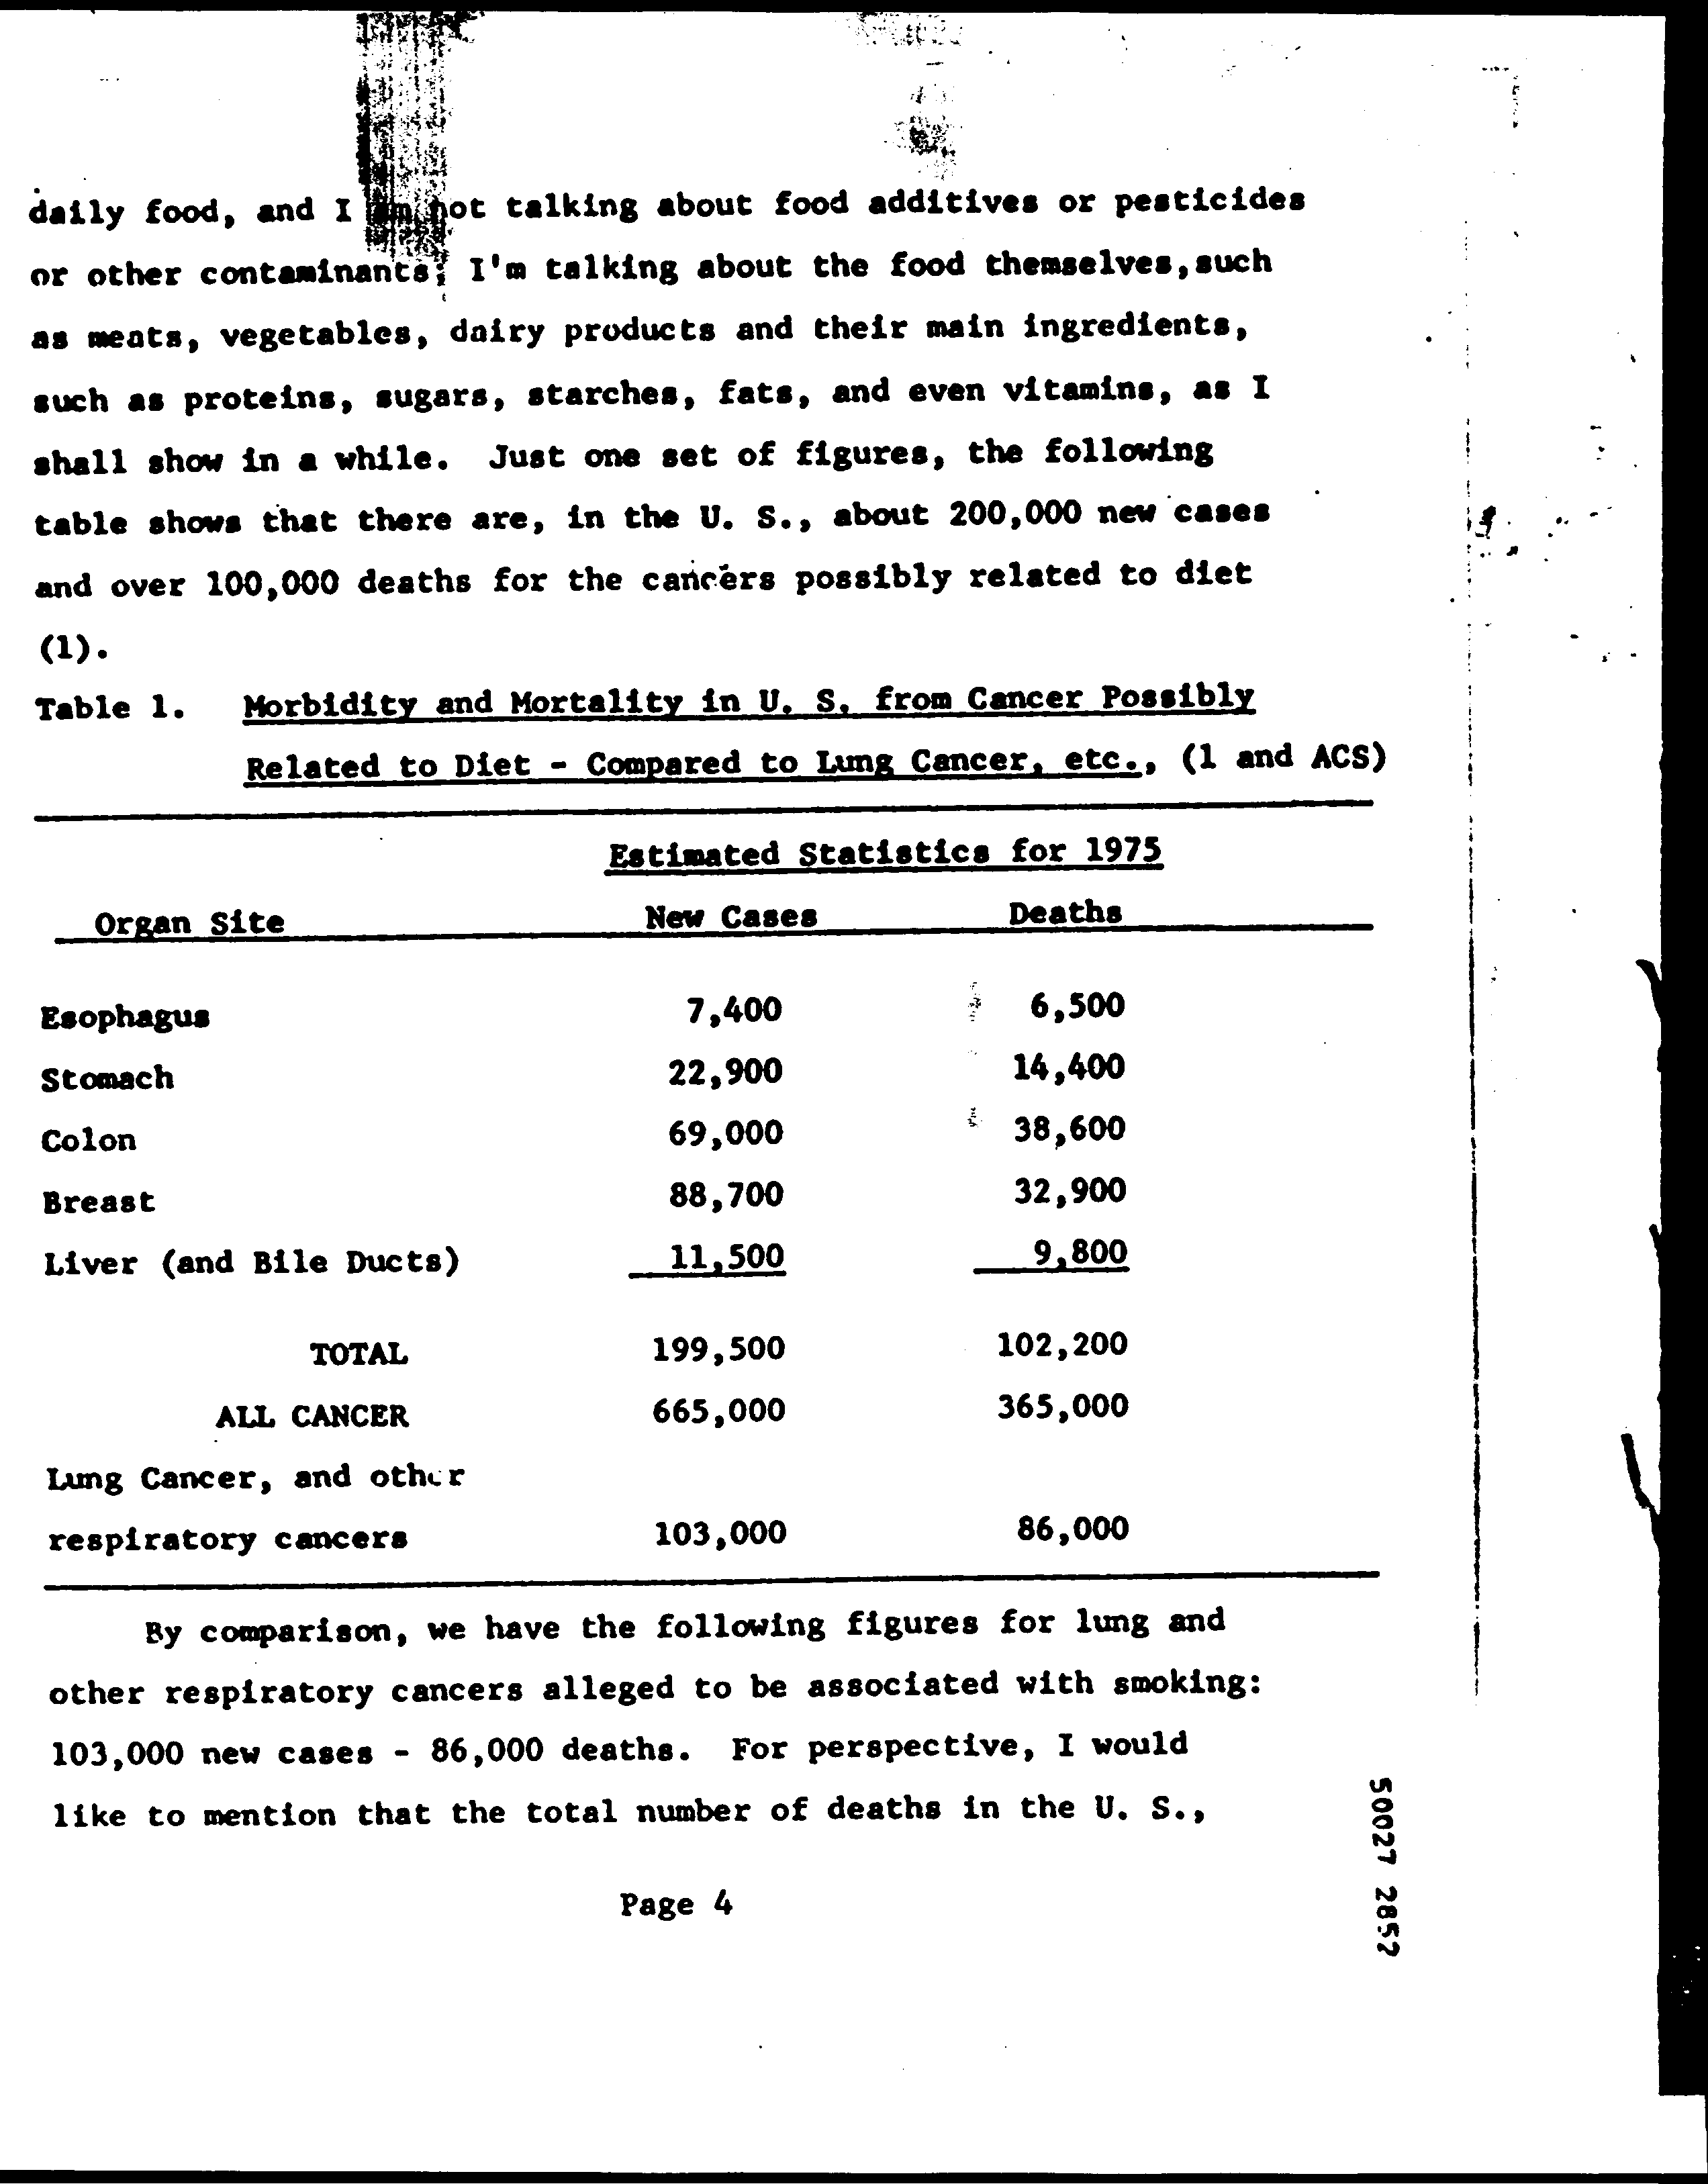 daily food, and I am not talking about food additives or pesticides
or other contaminants; I'm talking about the food themselves,such
as meats, vegetables, dairy products and their main ingredients,
such as proteins, sugars, starches, fats, and even vitamins, as I
shall show in a while. Just one set of figures, the following
table shows that there are, in the U. S., about 200,000 new cases
and over 100,000 deaths for the cancers possibly related to diet
(1).
Table 1. Morbidity and Mortality in U. S. from Cancer Possibly
Related to Diet - Compared to Lung Cancer, etc., (1 and ACS)
Estimated Statistics for 1975
Organ Site New Cases Deaths
Esophagus 7,400 6,500
Stomach 22,900 14,400
Colon 69,000 38,600
Breast 88,700 32,900
Liver (and Bile Ducts) 11,500 9,800
TOTAL 199,500 102,200
ALL CANCER 665,000 365,000
Lung Cancer, and other
respiratory cancers 103,000 86,000
By comparison, we have the following figures for lung and
other respiratory cancers alleged to be associated with smoking:
103,000 new cases - 86,000 deaths. For perspective, I would
like to mention that the total number of deaths in the U. S.,
Page 4
50027 2852